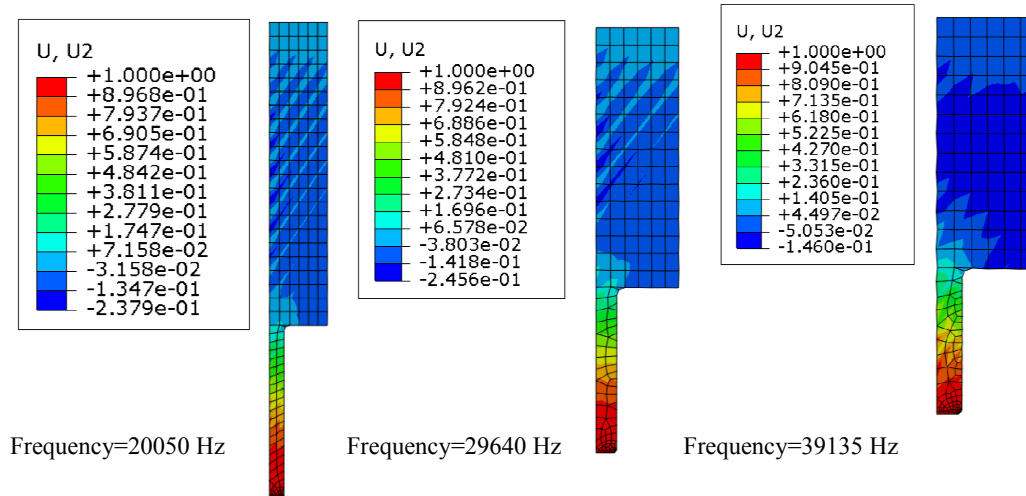 U, U2
+1.000e+00
+8.968e-01
+7.937e-01
+6.905e-01
+5.874e-01
+4.842e-01
+3.811e-01
+2.779e-01
+1.747e-01
+7.158e-02
-3.158e-02
-1.347e-01
-2.379e-01
Frequency=20050 Hz
U, U2
+1.000e+00
+8.962e-01
+7.924e-01
+6.886e-01
+5.848e-01
+4.810e-01
+3.772e-01
+2.734e-01
+1.696e-01
+6.578e-02
-3.803e-02
-1.418e-01
-2.456e-01
Frequency=29640 Hz
U, U2
+1.000e+00
+9.045e-01
+8.090e-01
+7.135e-01
+6.180e-01
+5.225e-01
+4.270e-01
+3.315e-01
+2.360e-01
+1.405e-01
+4.497e-02
-5.053e-02
-1.460e-01
Frequency=39135 Hz